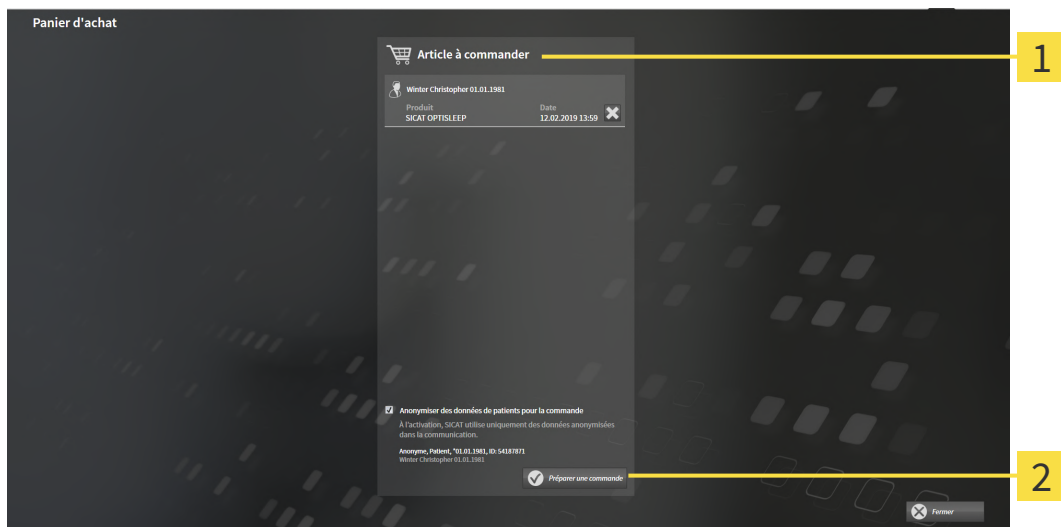 Panier d'achat
Article à commander
1
Winter Christopher 01.01.1981
Produit Date
SICAT OPTISLEEP 12.02.2019 13:59
Anonymiser des données de patients pour la commande
À l'activation, SICAT utilise uniquement des données anonymisées
dans la communication.
Anonyme, Patient, *01.01.1981, ID: 54187871
Winter Christopher 01.01.1981
Préparer une commande
2
Fermer